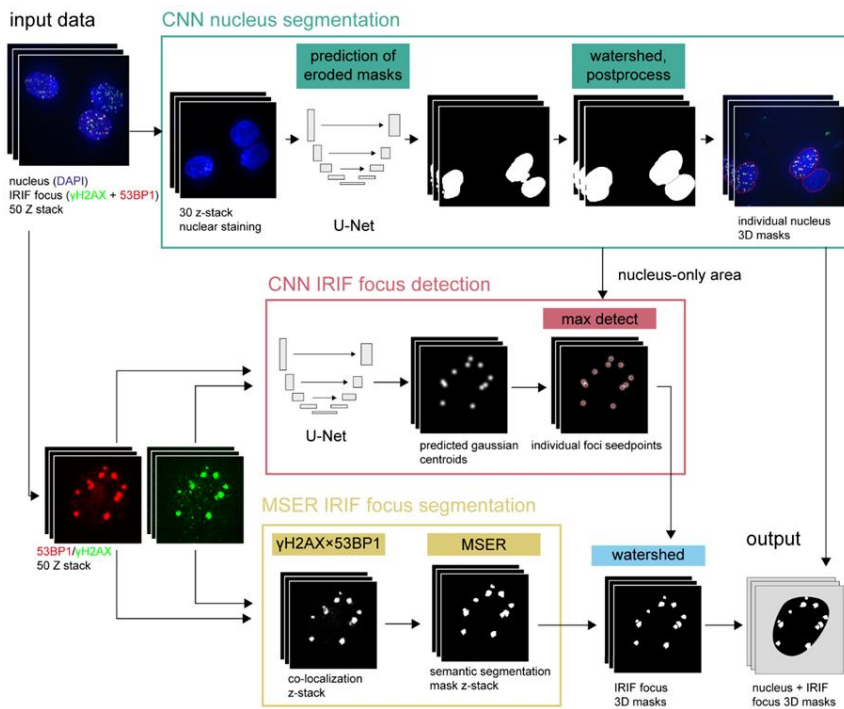 input data
CNN nucleus segmentation
prediction of
eroded masks
watershed,
postprocess
nucleus (DAPI)
IRIF focus (γH2AX + 53BP1)
50 Z stack
30 z-stack
nuclear staining
U-Net
individual nucleus
3D masks
nucleus-only area
CNN IRIF focus detection
max detect
U-Net
predicted gaussian
centroids
individual foci seedpoints
53BP1/γH2AX
50 Z stack
MSER IRIF focus segmentation
γH2AX×53BP1
MSER
watershed
output
co-localization
z-stack
semantic segmentation
mask z-stack
IRIF focus
3D masks
nucleus + IRIF
focus 3D masks